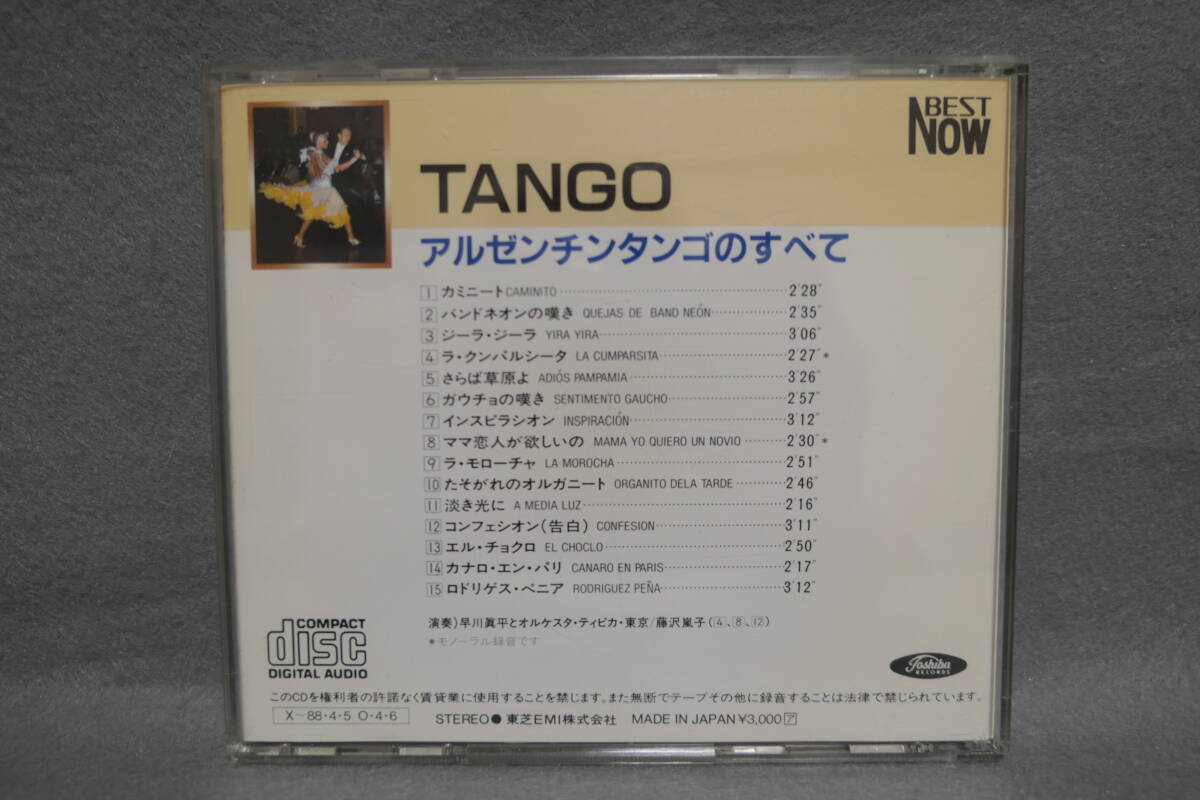 BEST
NOW
TANGO
アルゼンチンタンゴのすべて
1 カミニート CAMINITO 2'28"
2 バンドネオンの嘆き QUEJAS DE BAND NEÓN 2'35"
3 ジーラ・ジーラ YIRA YIRA 3'06"
4 ラ・クンパルシータ LA CUMPARSITA 2'27"*
5 さらば草原よ ADIÓS PAMPAMIA 3'26"
6 ガウチョの嘆き SENTIMENTO GAUCHO 2'57"
7 インスピラシオン INSPIRACIÓN 3'12"
8 ママ恋人が欲しいの MAMA YO QUIERO UN NOVIO 2'30"*
9 ラ・モローチャ LA MOROCHA 2'51"
10 たそがれのオルガニート ORGANITO DELA TARDE 2'46"
11 淡き光に A MEDIA LUZ 2'16"
12 コンフェシオン(告白) CONFESION 3'11"
13 エル・チョクロ EL CHOCLO 2'50"
14 カナロ・エン・パリ CANARO EN PARIS 2'17"
15 ロドリゲス・ペニア RODRIGUEZ PEÑA 3'12"
演奏)早川眞平とオルケスタ・ティピカ・東京/藤沢嵐子(4、8、12)
*モノーラル録音です
COMPACT
disc
DIGITAL AUDIO
Toshiba
RECORDS
このCDを権利者の許諾なく賃貸業に使用することを禁じます。また無断でテープその他に録音することは法律で禁じられています。
X-88・4・5 O・4・6 STEREO● 東芝EMI株式会社 MADE IN JAPAN ¥3,000 ア